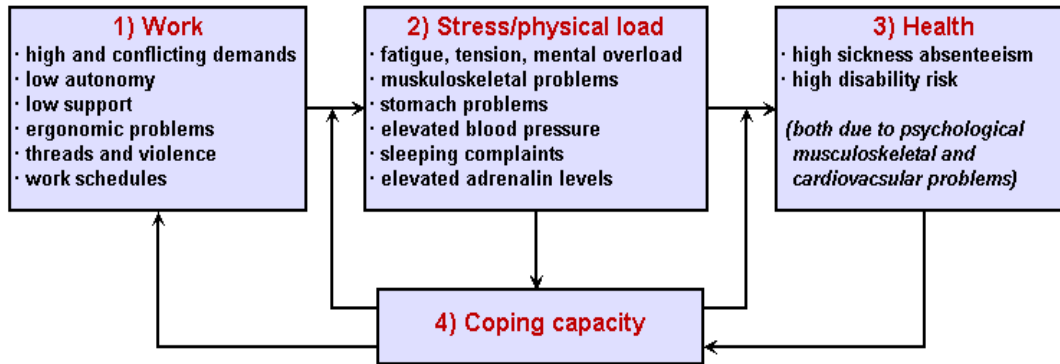 1) Work
· high and conflicting demands
· low autonomy
· low support
· ergonomic problems
· threads and violence
· work schedules
2) Stress/physical load
· fatigue, tension, mental overload
· muskuloskeletal problems
· stomach problems
· elevated blood pressure
· sleeping complaints
· elevated adrenalin levels
3) Health
· high sickness absenteeism
· high disability risk
(both due to psychological
musculoskeletal and
cardiovacsular problems)
4) Coping capacity